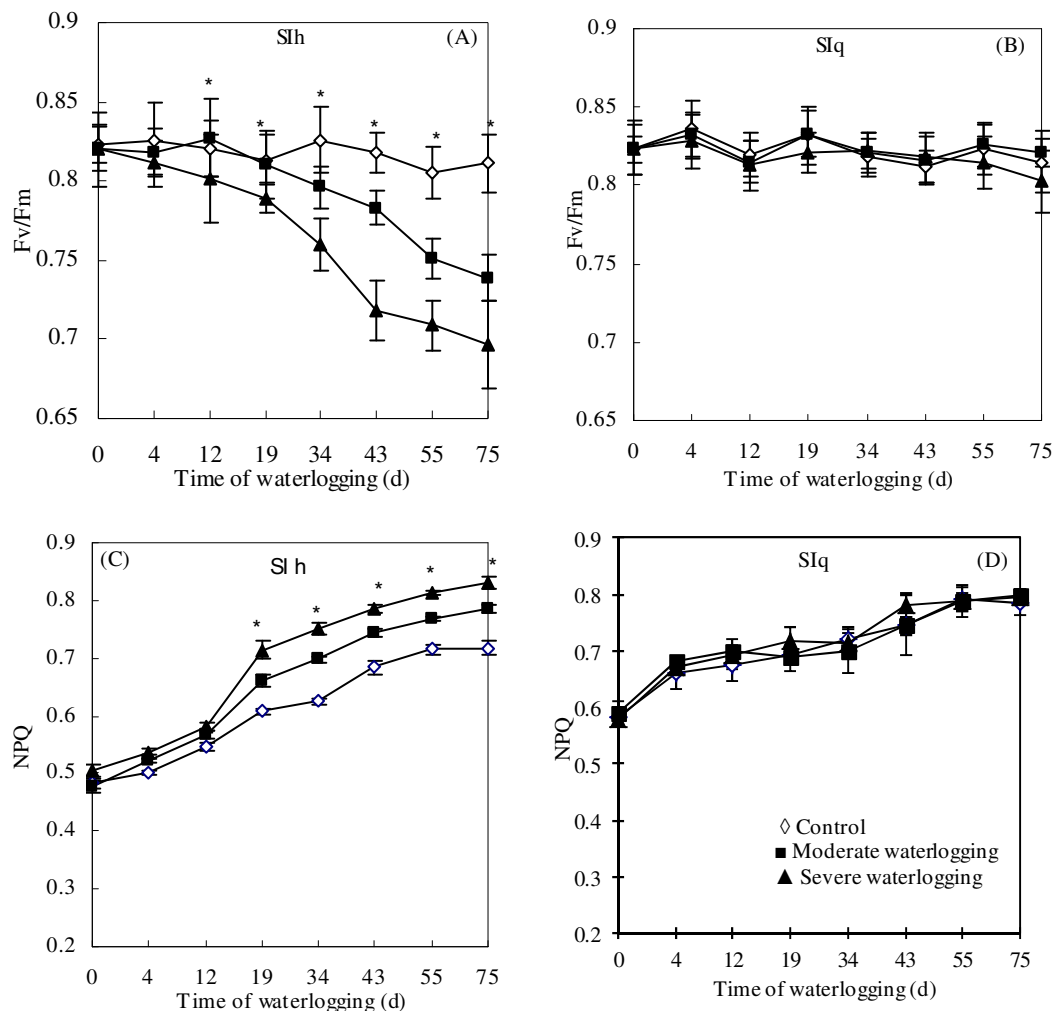 SIh (A)
* * * * * *
0.9
0.85
0.8
0.75
0.7
0.65
Fv/Fm
0 4 12 19 34 43 55 75
Time of waterlogging (d)
SIq (B)
0.9
0.85
0.8
0.75
0.7
0.65
Fv/Fm
0 4 12 19 34 43 55 75
Time of waterlogging (d)
(C) SI h
* * * * *
0.9
0.8
0.7
0.6
0.5
0.4
0.3
0.2
NPQ
0 4 12 19 34 43 55 75
Time of waterlogging (d)
SIq (D)
0.9
0.8
0.7
0.6
0.5
0.4
0.3
0.2
NPQ
Control
Moderate waterlogging
Severe waterlogging
0 4 12 19 34 43 55 75
Time of waterlogging (d)